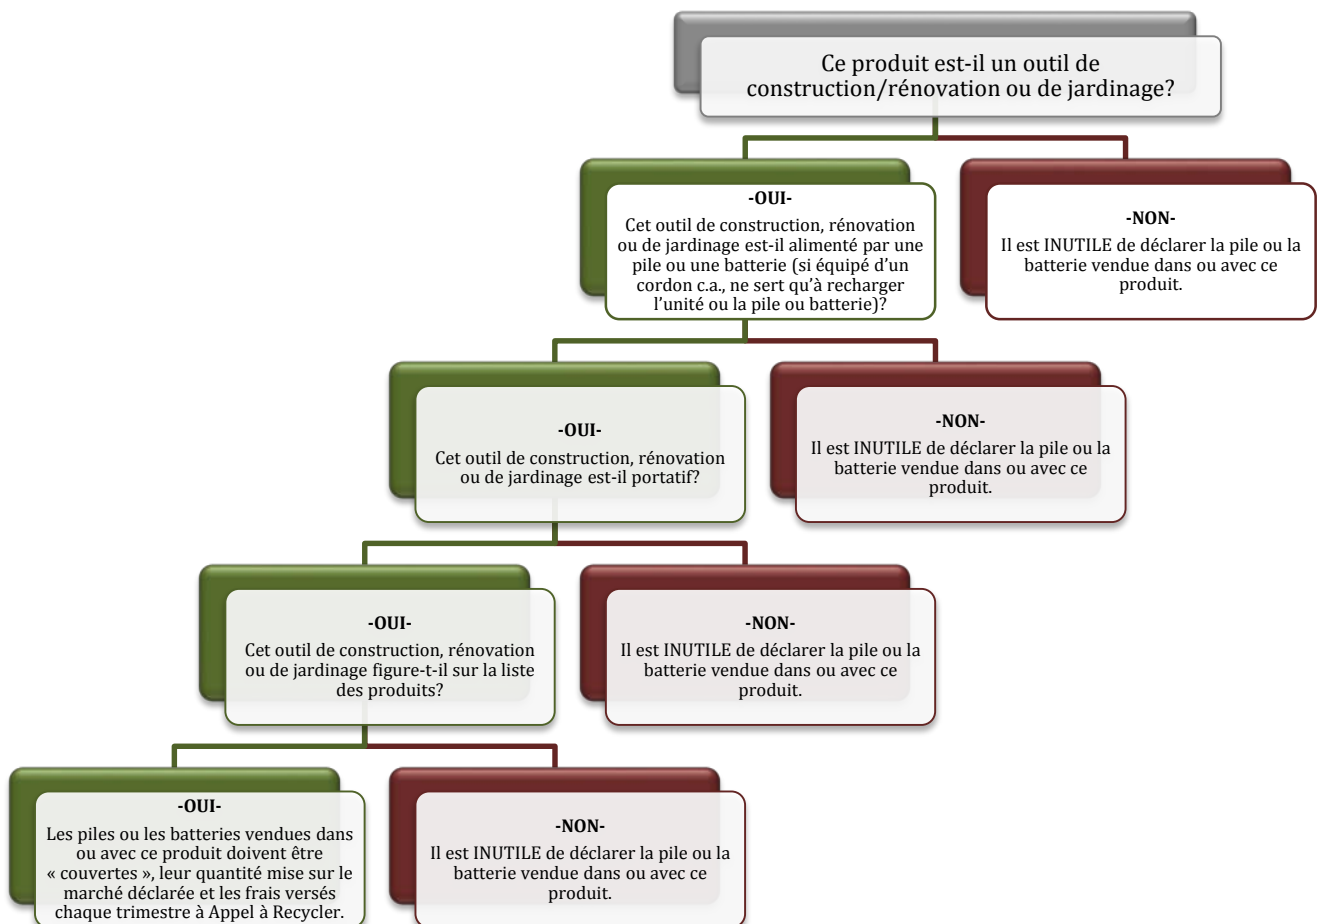 Ce produit est-il un outil de
construction/rénovation ou de jardinage?
-OUI-
Cet outil de construction, rénovation
ou de jardinage est-il alimenté par une
pile ou une batterie (si équipé d'un
cordon c.a., ne sert qu'à recharger
l'unité ou la pile ou batterie)?
-NON-
Il est INUTILE de déclarer la pile ou la
batterie vendue dans ou avec ce
produit.
-OUI-
Cet outil de construction, rénovation
ou de jardinage est-il portatif?
-NON-
Il est INUTILE de déclarer la pile ou la
batterie vendue dans ou avec ce
produit.
-OUI-
Cet outil de construction, rénovation
ou de jardinage figure-t-il sur la liste
des produits?
-NON-
Il est INUTILE de déclarer la pile ou la
batterie vendue dans ou avec ce
produit.
-OUI-
Les piles ou les batteries vendues dans
ou avec ce produit doivent être
« couvertes », leur quantité mise sur le
marché déclarée et les frais versés
chaque trimestre à Appel à Recycler.
-NON-
Il est INUTILE de déclarer la pile ou la
batterie vendue dans ou avec ce
produit.